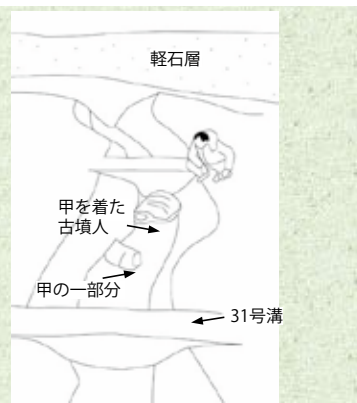 軽石層
甲を着た
古墳人
甲の一部分
31号溝